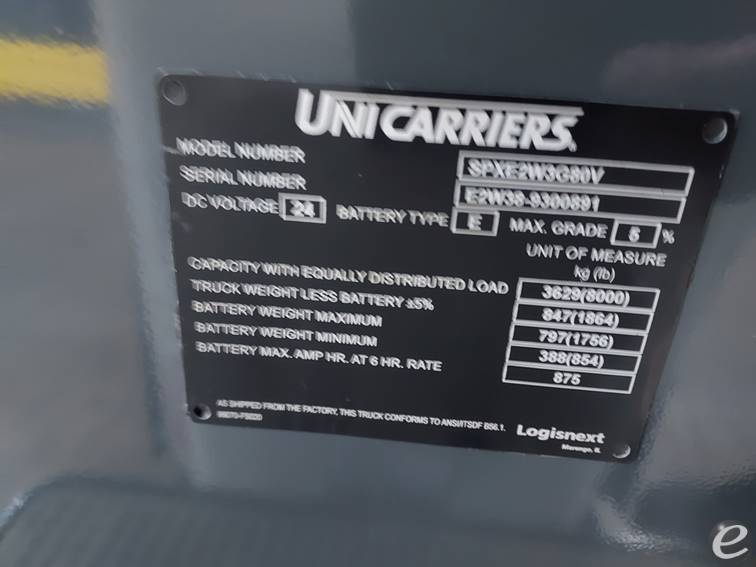 UNICARRIERS
MODEL NUMBER SPXE2W3G80V
SERIAL NUMBER E2W38-9300891
DC VOLTAGE 24 BATTERY TYPE E MAX. GRADE 5 %
UNIT OF MEASURE
kg (lb)
CAPACITY WITH EQUALLY DISTRIBUTED LOAD 3629(8000)
TRUCK WEIGHT LESS BATTERY ±5% 847(1864)
BATTERY WEIGHT MAXIMUM 797(1756)
BATTERY WEIGHT MINIMUM 388(854)
BATTERY MAX. AMP HR. AT 6 HR. RATE 875
AS SHIPPED FROM THE FACTORY, THIS TRUCK CONFORMS TO ANSI/ITSDF B56.1.
Logisnext
Marengo, IL
e